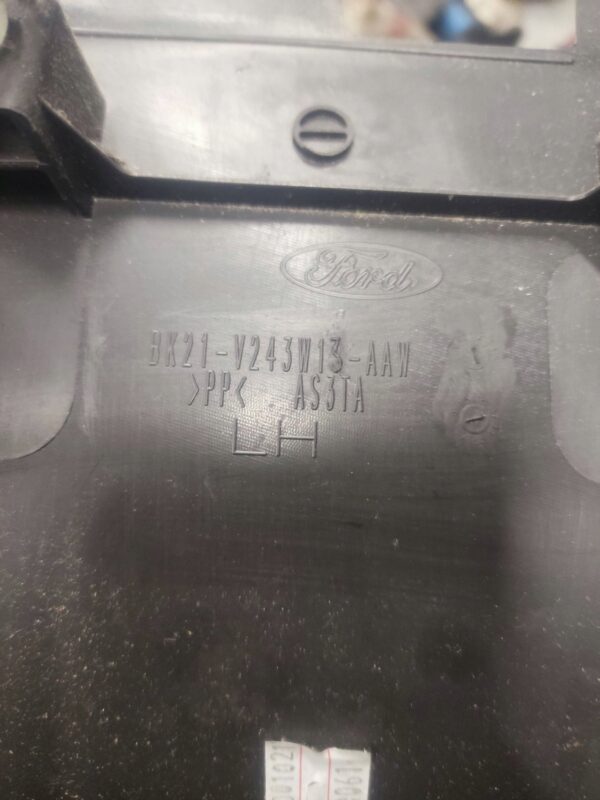 Ford
BK21-V243W13-AAW
>PP< AS3TA
LH